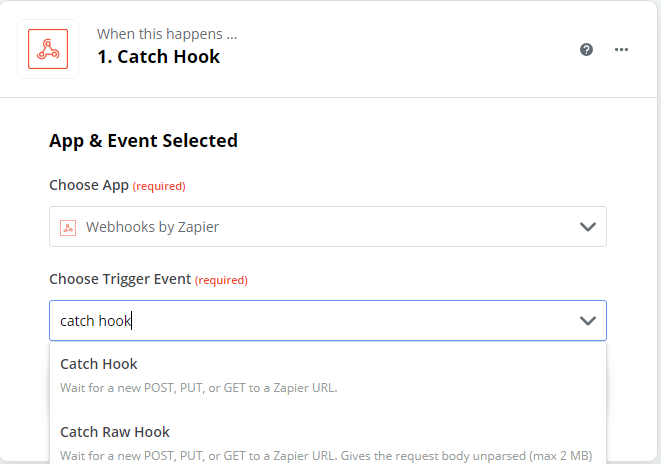 When this happens ...
1. Catch Hook
App & Event Selected
Choose App (required)
Webhooks by Zapier
Choose Trigger Event (required)
catch hook
Catch Hook
Wait for a new POST, PUT, or GET to a Zapier URL.
Catch Raw Hook
Wait for a new POST, PUT, or GET to a Zapier URL. Gives the request body unparsed (max 2 MB)